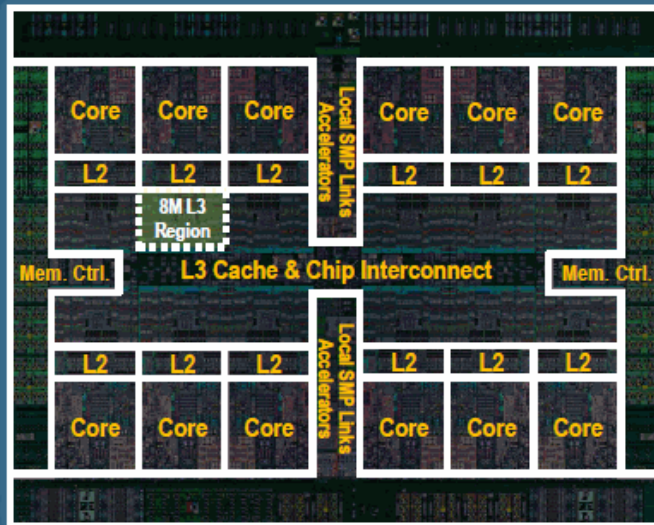 Core Core Core Core Core Core
Local SMP Links
Accelerators
L2 L2 L2 L2 L2 L2
8M L3
Region
Mem. Ctrl. L3 Cache & Chip Interconnect Mem. Ctrl.
Local SMP Links
Accelerators
L2 L2 L2 L2 L2 L2
Core Core Core Core Core Core